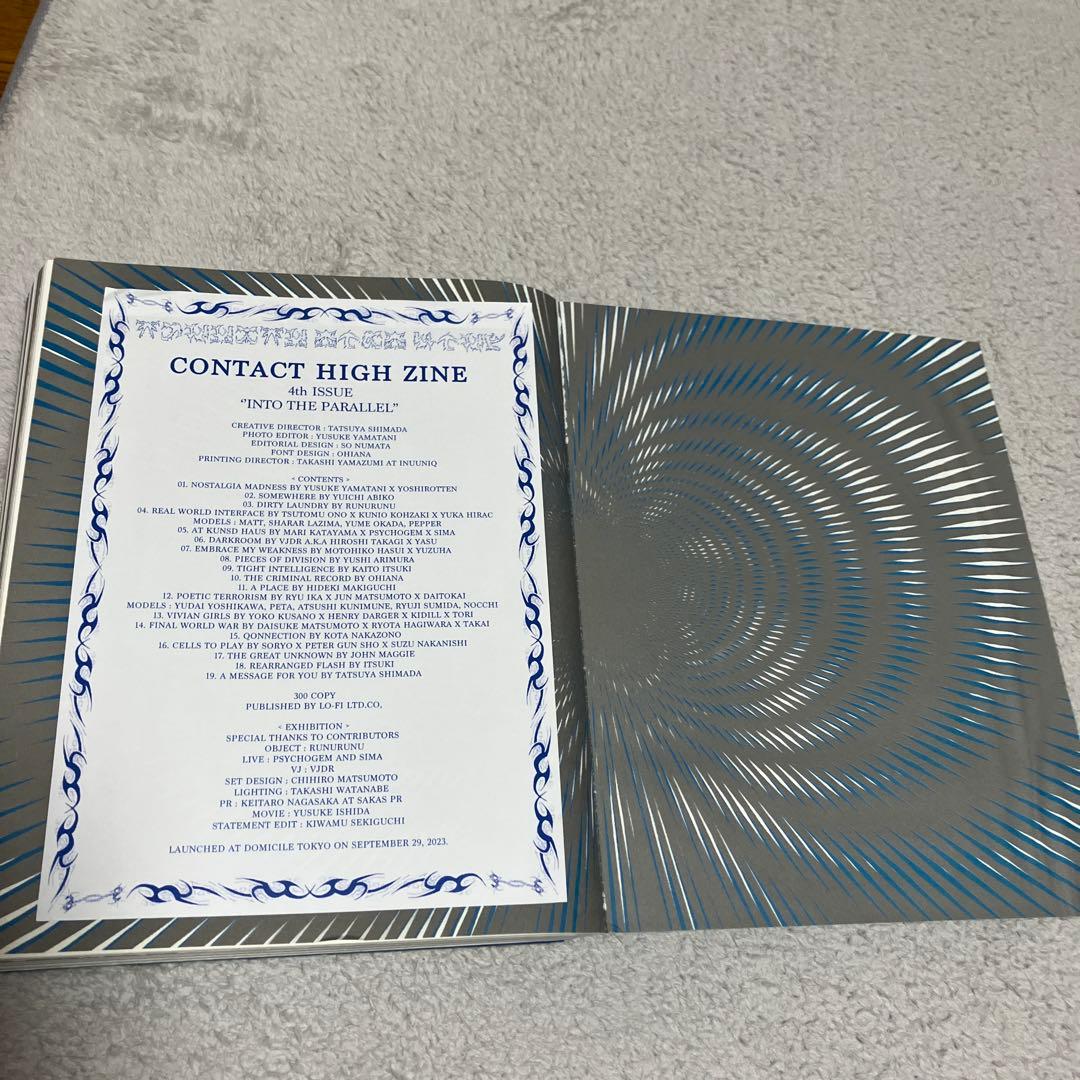 CONTACT HIGH ZINE
4th ISSUE
“INTO THE PARALLEL”
CREATIVE DIRECTOR : TATSUYA SHIMADA
PHOTO EDITOR : YUSUKE YAMATANI
EDITORIAL DESIGN : SO NUMATA
FONT DESIGN : OHIANA
PRINTING DIRECTOR : TAKASHI YAMAZUMI AT INUUNIQ
< CONTENTS >
01. NOSTALGIA MADNESS BY YUSUKE YAMATANI X YOSHIROTTEN
02. SOMEWHERE BY YUICHI ABIKO
03. DIRTY LAUNDRY BY RUNURUNU
04. REAL WORLD INTERFACE BY TSUTOMU ONO X KUNIO KOHZAKI X YUKA HIRAC
MODELS : MATT, SHARAR LAZIMA, YUME OKADA, PEPPER
05. AT KUNSD HAUS BY MARI KATAYAMA X PSYCHOGEM X SIMA
06. DARKROOM BY VJDR A.K.A HIROSHI TAKAGI X YASU
07. EMBRACE MY WEAKNESS BY MOTOHIKO HASUI X YUZUHA
08. PIECES OF DIVISION BY YUSHI ARIMURA
09. TIGHT INTELLIGENCE BY KAITO ITSUKI
10. THE CRIMINAL RECORD BY OHIANA
11. A PLACE BY HIDEKI MAKIGUCHI
12. POETIC TERRORISM BY RYU IKA X JUN MATSUMOTO X DAITOKAI
MODELS : YUDAI YOSHIKAWA, PETA, ATSUSHI KUNIMUNE, RYUJI SUMIDA, NOCCHI
13. VIVIAN GIRLS BY YOKO KUSANO X HENRY DARGER X KIDILL X TORI
14. FINAL WORLD WAR BY DAISUKE MATSUMOTO X RYOTA HAGIWARA X TAKAI
15. QONNECTION BY KOTA NAKAZONO
16. CELLS TO PLAY BY SORYO X PETER GUN SHO X SUZU NAKANISHI
17. THE GREAT UNKNOWN BY JOHN MAGGIE
18. REARRANGED FLASH BY ITSUKI
19. A MESSAGE FOR YOU BY TATSUYA SHIMADA
300 COPY
PUBLISHED BY LO-FI LTD.CO,
< EXHIBITION >
SPECIAL THANKS TO CONTRIBUTORS
OBJECT : RUNURUNU
LIVE : PSYCHOGEM AND SIMA
VJ : VJDR
SET DESIGN : CHIHIRO MATSUMOTO
LIGHTING : TAKASHI WATANABE
PR : KEITARO NAGASAKA AT SAKAS PR
MOVIE : YUSUKE ISHIDA
STATEMENT EDIT : KIWAMU SEKIGUCHI
LAUNCHED AT DOMICILE TOKYO ON SEPTEMBER 29, 2023.